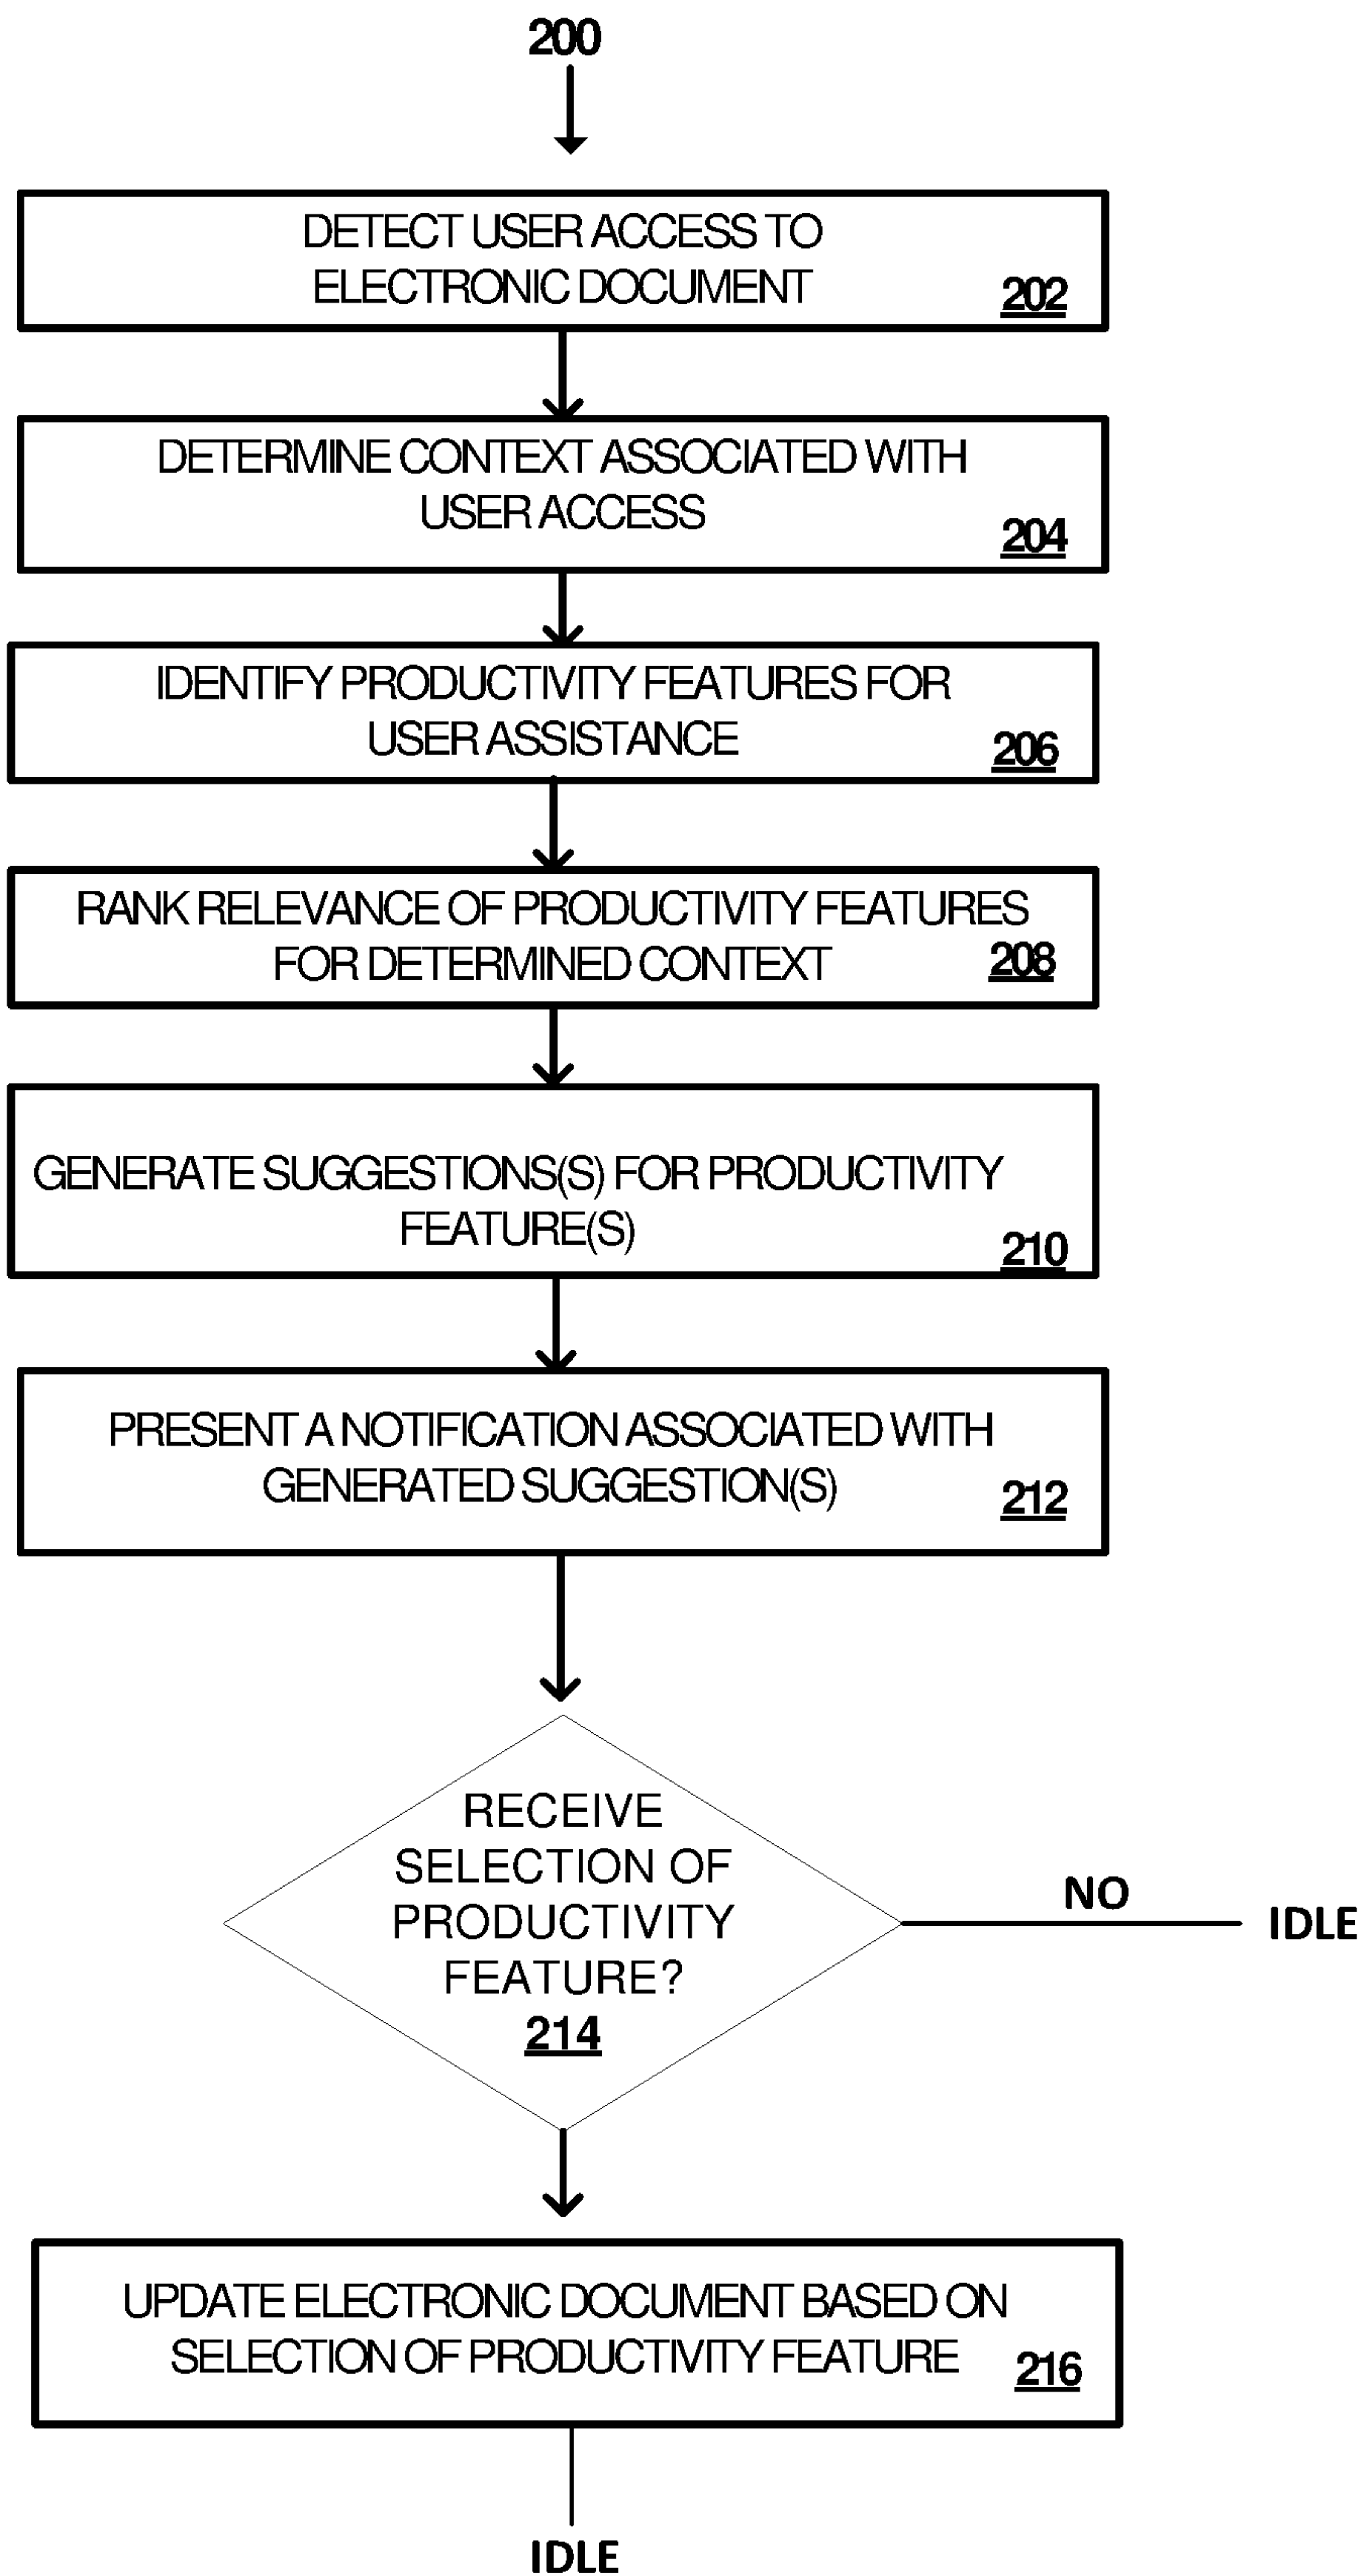 200
DETECT USER ACCESS TO
ELECTRONIC DOCUMENT
202
DETERMINE CONTEXT ASSOCIATED WITH
USER ACCESS
204
IDENTIFY PRODUCTIVITY FEATURES FOR
USER ASSISTANCE
206
RANK RELEVANCE OF PRODUCTIVITY FEATURES
FOR DETERMINED CONTEXT
208
GENERATE SUGGESTIONS(S) FOR PRODUCTIVITY
FEATURE(S)
210
PRESENT A NOTIFICATION ASSOCIATED WITH
GENERATED SUGGESTION(S)
212
RECEIVE
SELECTION OF
PRODUCTIVITY
FEATURE?
214
NO
IDLE
UPDATE ELECTRONIC DOCUMENT BASED ON
SELECTION OF PRODUCTIVITY FEATURE
216
IDLE